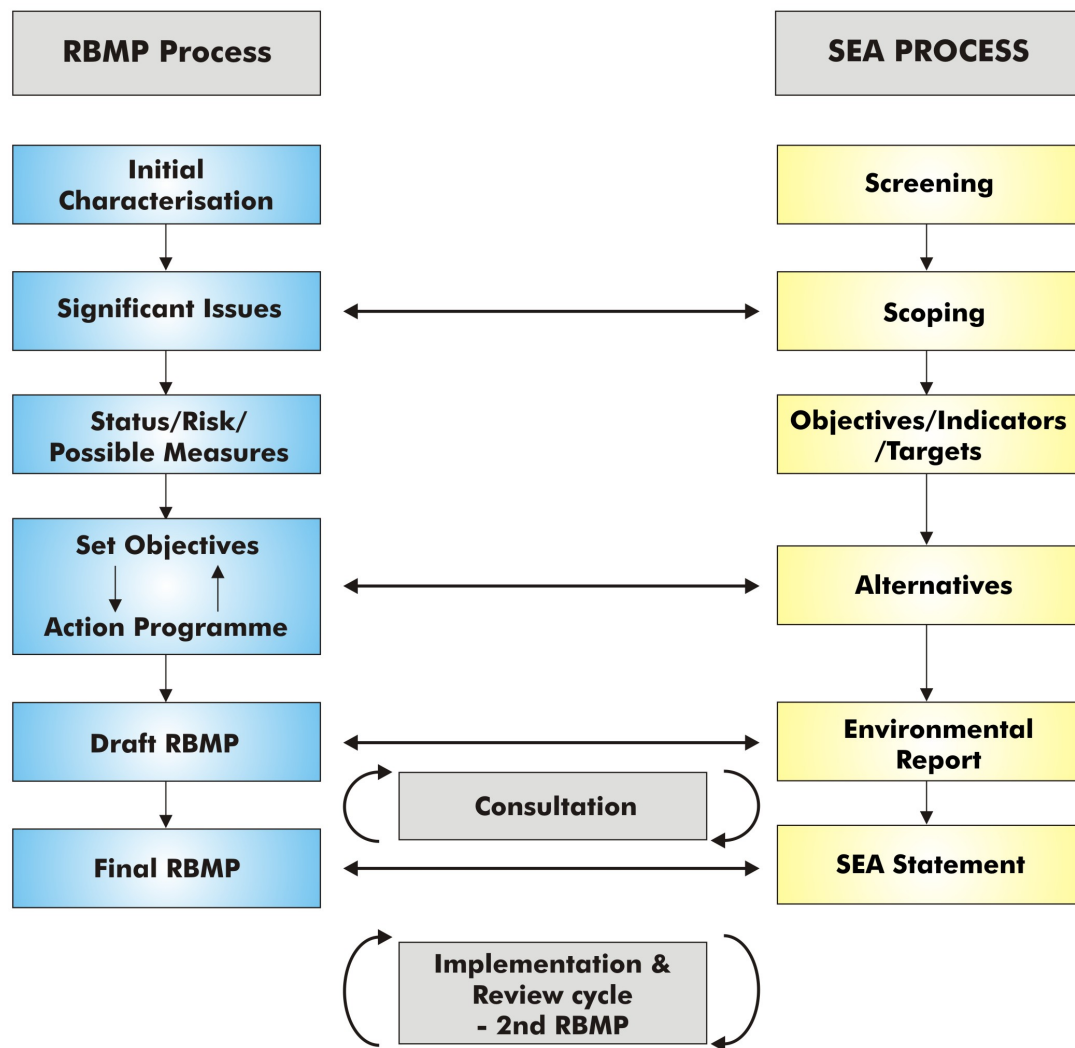 RBMP Process
SEA PROCESS
Initial
Characterisation
Screening
Significant Issues
Scoping
Status/Risk/
Possible Measures
Objectives/Indicators
/Targets
Set Objectives
Action Programme
Alternatives
Draft RBMP
Environmental
Report
Consultation
Final RBMP
SEA Statement
Implementation &
Review cycle
- 2nd RBMP